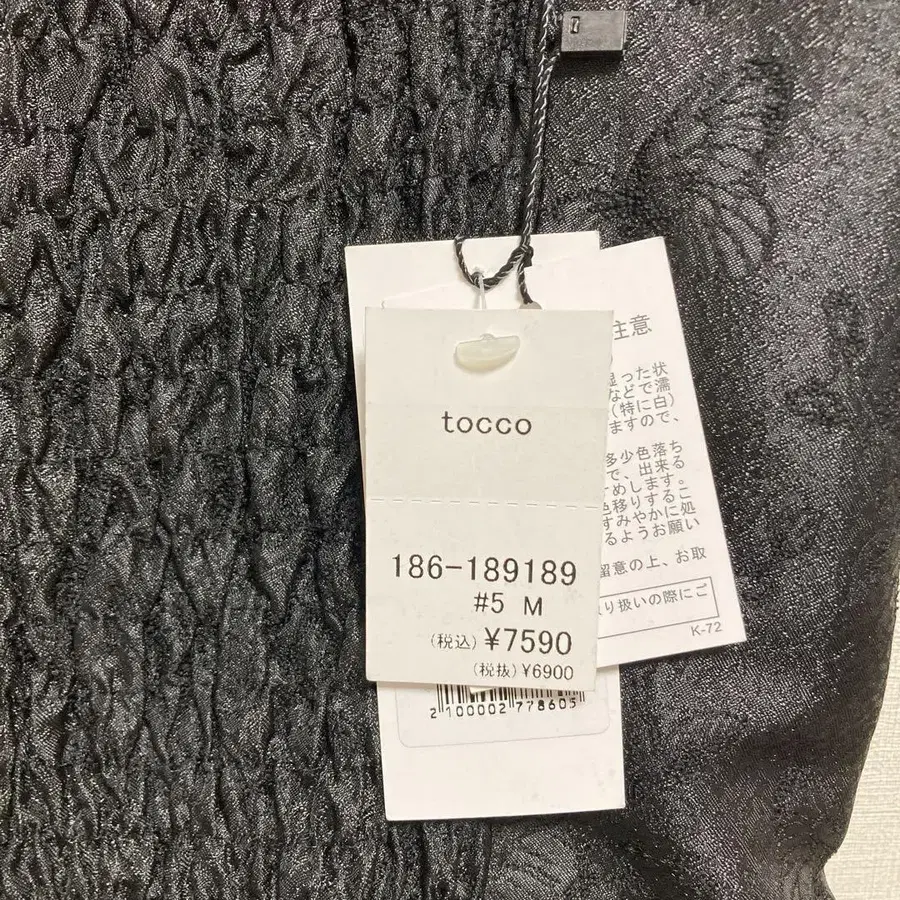 tocco
186-189189
#5 M
(税込) ¥7590
(税抜) ¥6900
2 100002 778605
注意
湿った状
などで濡
(特に白)
ますので、
多少色落ち
で、出来る
すめします。
色移りするこ
すみやかに処
るようお願い
留意の上、お取
り扱いの際にご
K-72